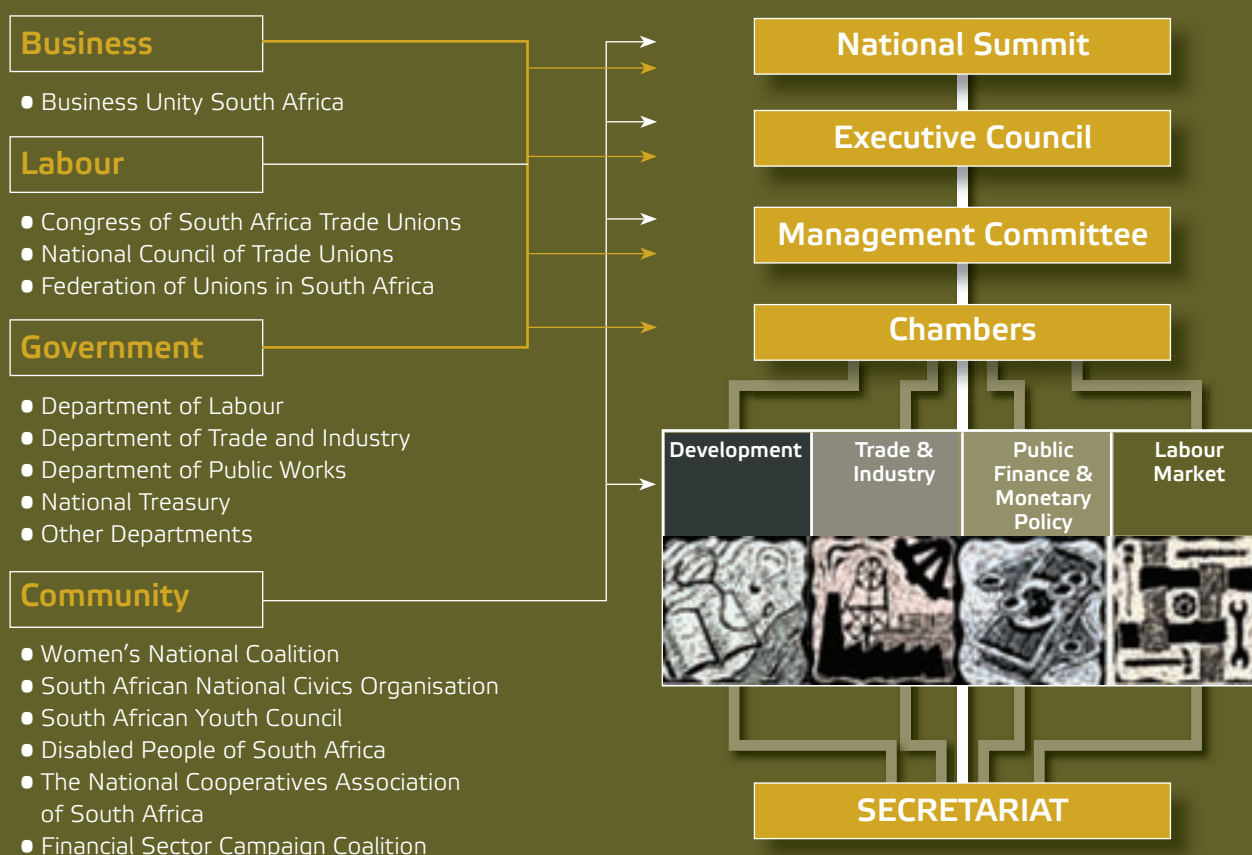 Business
• Business Unity South Africa
Labour
• Congress of South Africa Trade Unions
• National Council of Trade Unions
• Federation of Unions in South Africa
Government
• Department of Labour
• Department of Trade and Industry
• Department of Public Works
• National Treasury
• Other Departments
Community
• Women's National Coalition
• South African National Civics Organisation
• South African Youth Council
• Disabled People of South Africa
• The National Cooperatives Association
of South Africa
• Financial Sector Campaign Coalition
National Summit
Executive Council
Management Committee
Chambers
Development
Trade &
Industry
Public
Finance &
Monetary
Policy
Labour
Market
SECRETARIAT